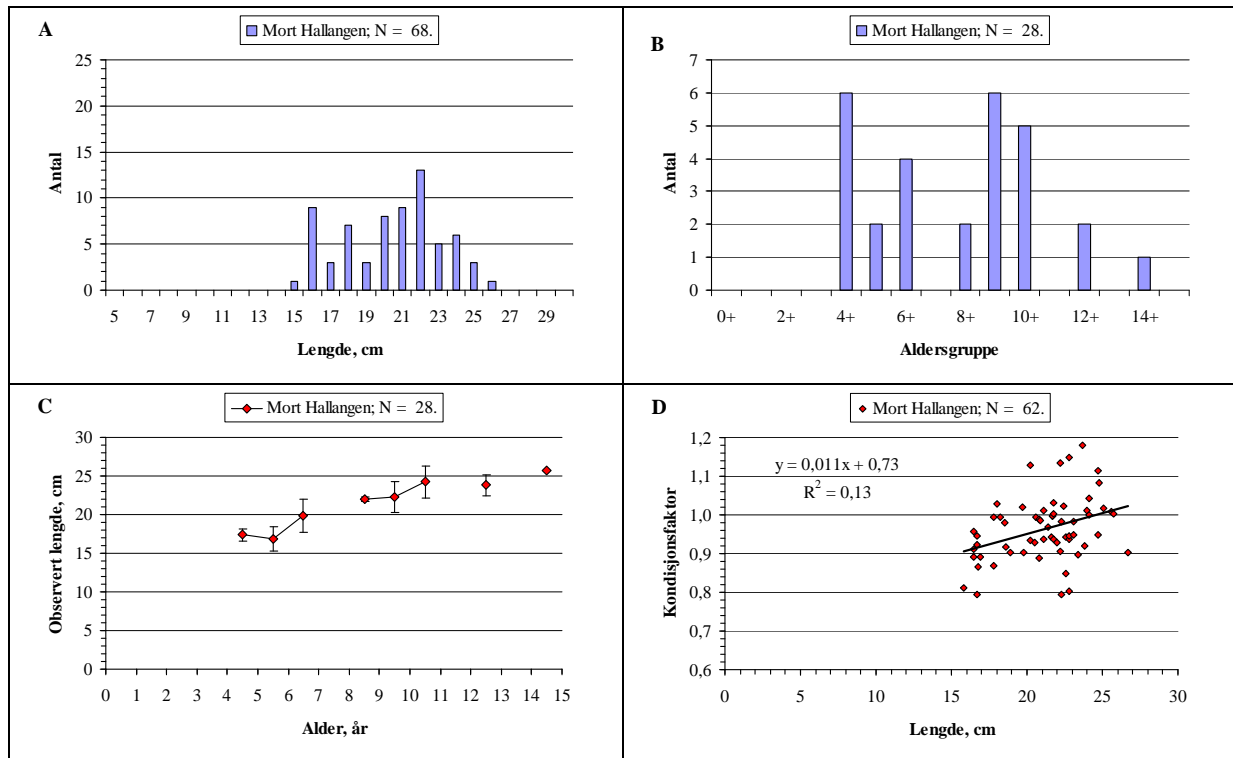 A
Mort Hallangen; N = 68.
25
20
15
10
5
0
Antal
5 7 9 11 13 15 17 19 21 23 25 27 29
Lengde, cm
B
Mort Hallangen; N = 28.
7
6
5
4
3
2
1
0
Antal
0+ 2+ 4+ 6+ 8+ 10+ 12+ 14+
Aldersgruppe
C
Mort Hallangen; N = 28.
30
25
20
15
10
5
0
Observert lengde, cm
0 1 2 3 4 5 6 7 8 9 10 11 12 13 14 15
Alder, år
D
Mort Hallangen; N = 62.
1,2
1,1
1,0
0,9
0,8
0,7
0,6
Kondisjonsfaktor
y = 0,011x + 0,73
R² = 0,13
0 5 10 15 20 25 30
Lengde, cm